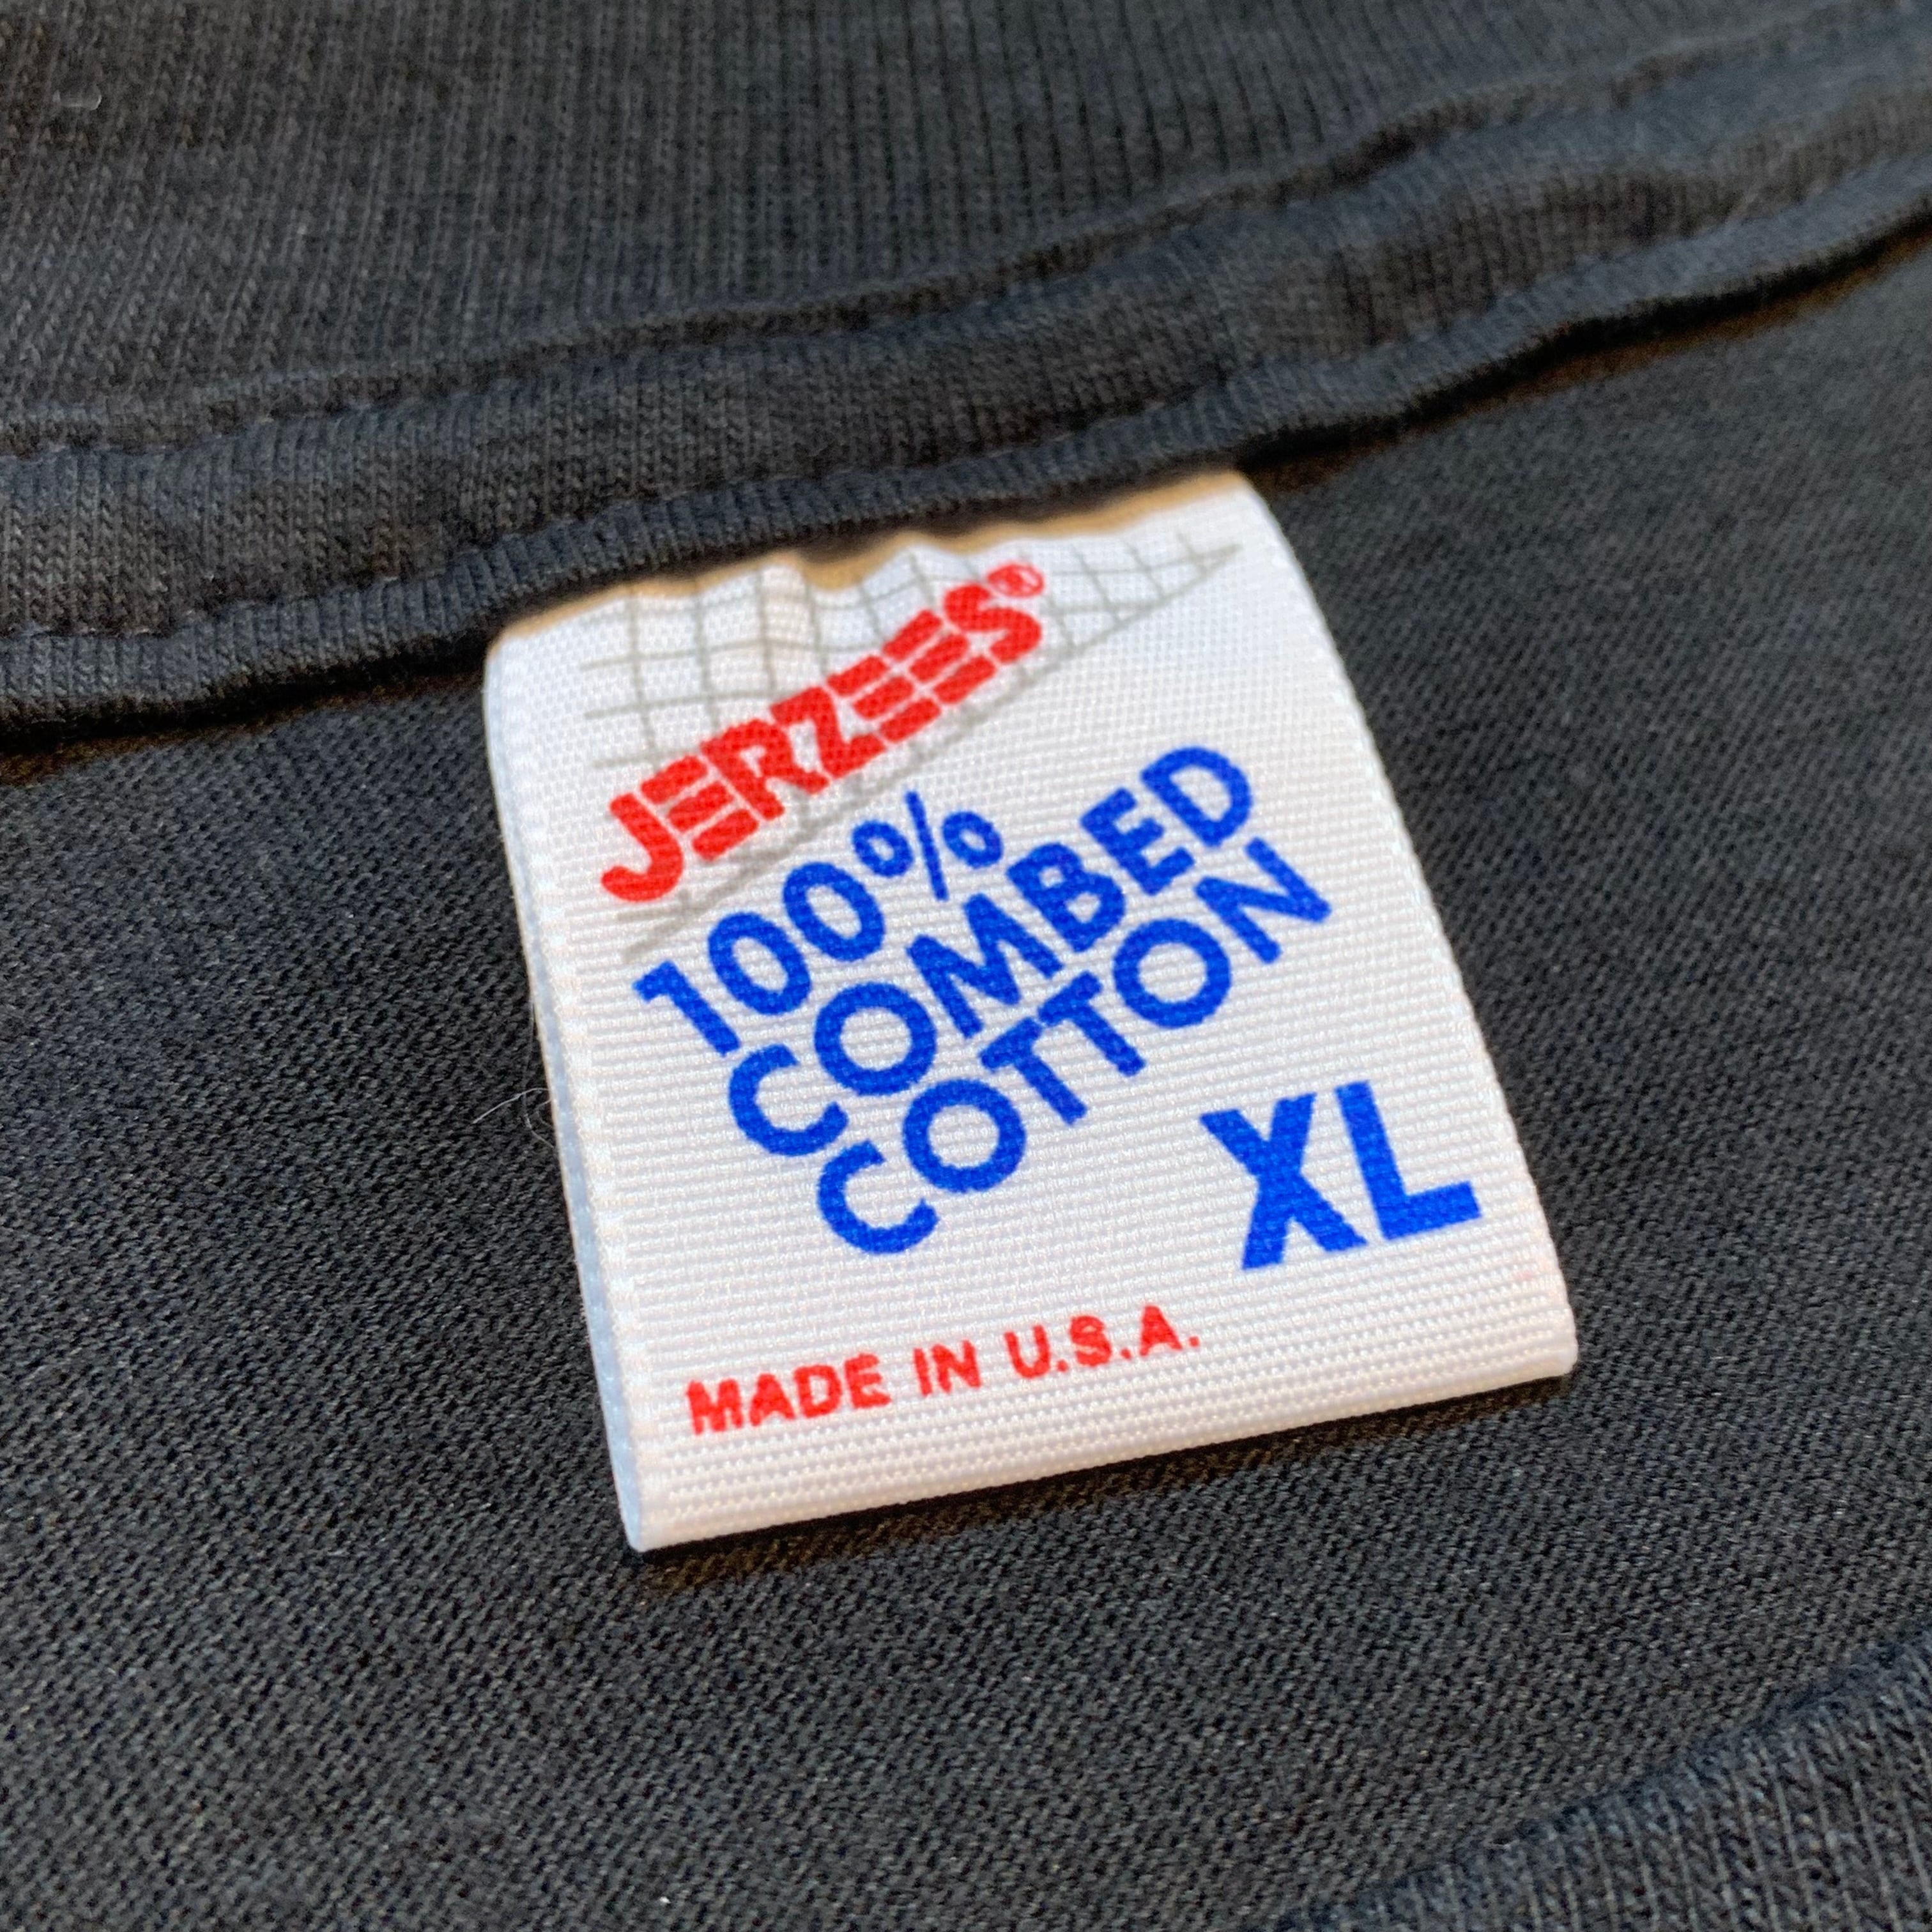 JERZEES®
100%
COMBED
COTTON
XL
MADE IN U.S.A.